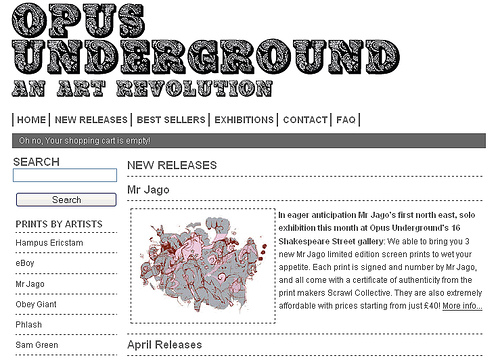 OPUS
UNDERGROUND
AN ART REVOLUTION
HOME NEW RELEASES BEST SELLERS EXHIBITIONS CONTACT FAQ
Oh no, Your shopping cart is empty!
SEARCH
Search
PRINTS BY ARTISTS
Hampus Ericstam
eBoy
Mr Jago
Obey Giant
Phlash
Sam Green
NEW RELEASES
Mr Jago
In eager anticipation Mr Jago's first north east, solo
exhibition this month at Opus Underground's 16
Shakespeare Street gallery: We able to bring you 3
new Mr Jago limited edition screen prints to wet your
appetite. Each print is signed and number by Mr Jago,
and all come with a certificate of authenticity from the
print makers Scrawl Collective. They are also extremely
affordable with prices starting from just £40! More info...
April Releases